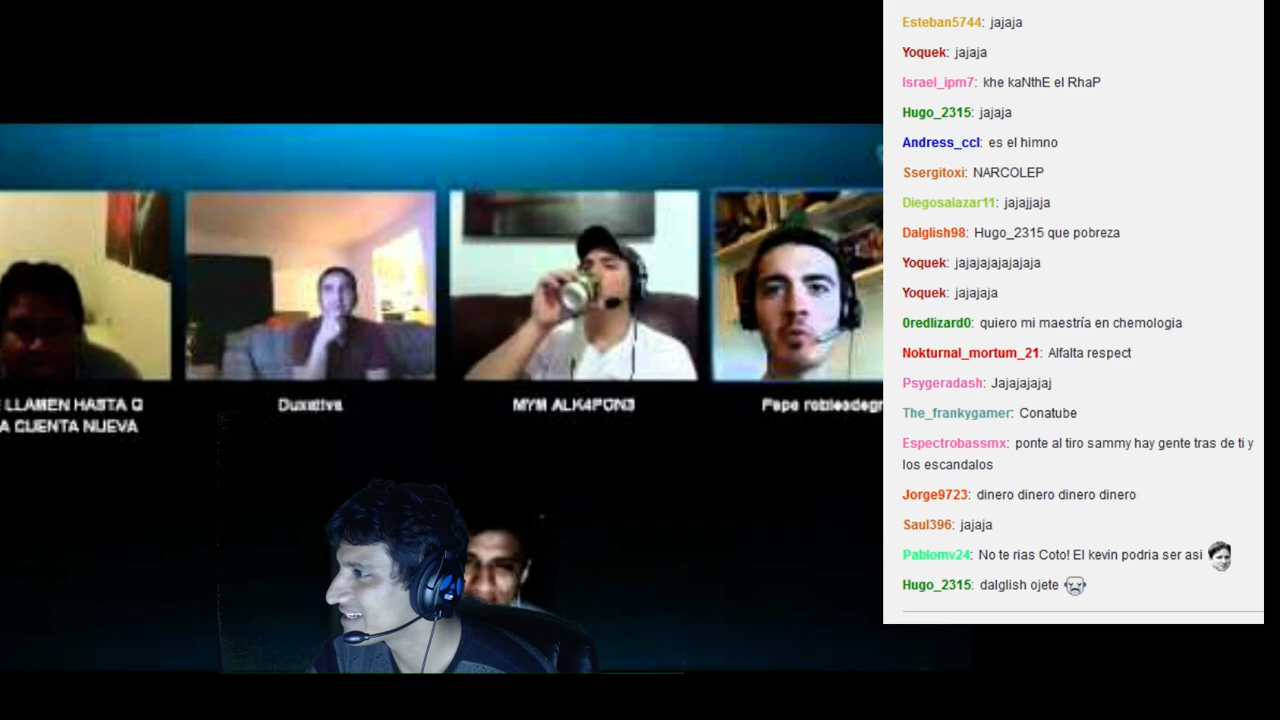 LLAMEN HASTA Q
A CUENTA NUEVA
Duxativa
MYM ALK4PON3
Pepe roblesdegr
Esteban5744: jajaja
Yoquek: jajaja
Israel_ipm7: khe kaNthE el RhaP
Hugo_2315: jajaja
Andress_ccl: es el himno
Ssergitoxi: NARCOLEP
Diegosalazar11: jajajjaja
Dalglish98: Hugo_2315 que pobreza
Yoquek: jajajajajajaja
Yoquek: jajajaja
0redlizard0: quiero mi maestría en chemologia
Nokturnal_mortum_21: Alfalta respect
Psygeradash: Jajajajajaj
The_frankygamer: Conatube
Espectrobassmx: ponte al tiro sammy hay gente tras de ti y
los escandalos
Jorge9723: dinero dinero dinero dinero
Saul396: jajaja
Pablomv24: No te rias Coto! El kevin podria ser asi
Hugo_2315: dalglish ojete